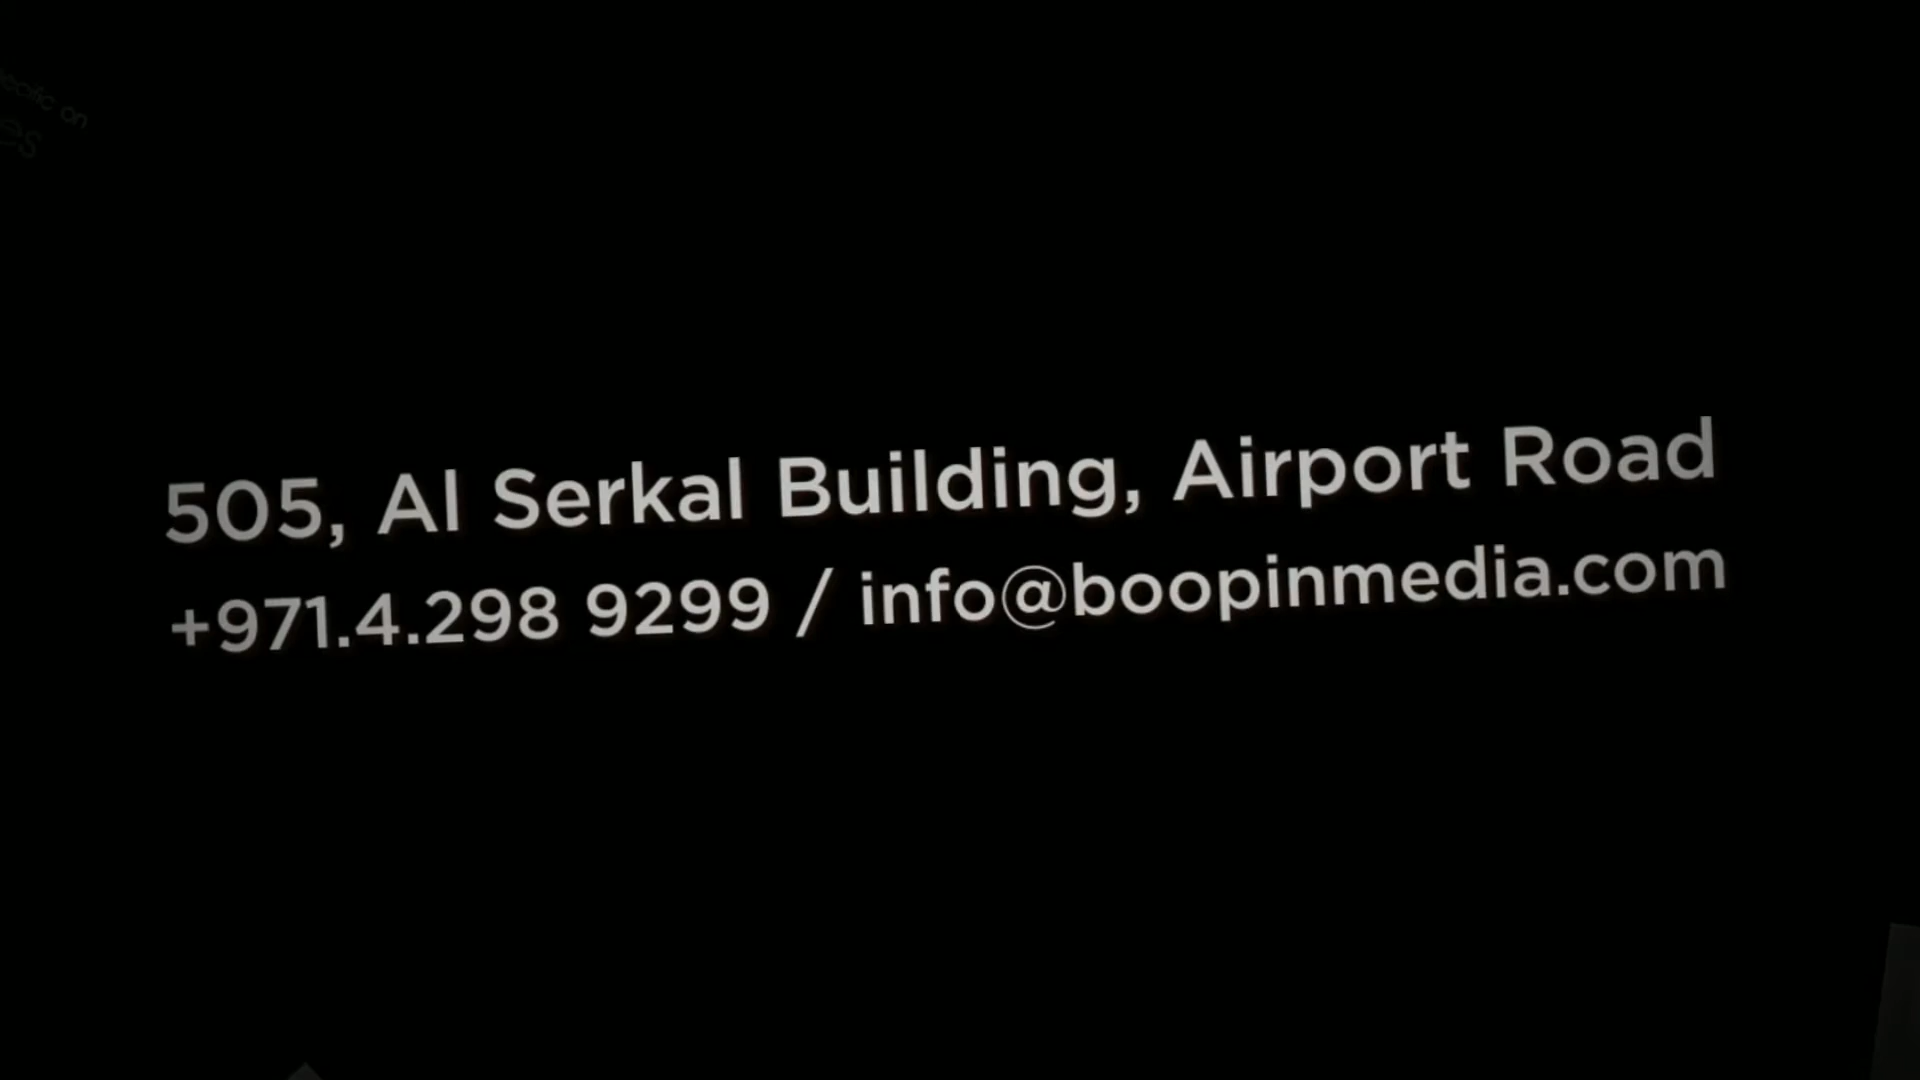 505, Al Serkal Building, Airport Road
+971.4.298 9299 / info@boopinmedia.com